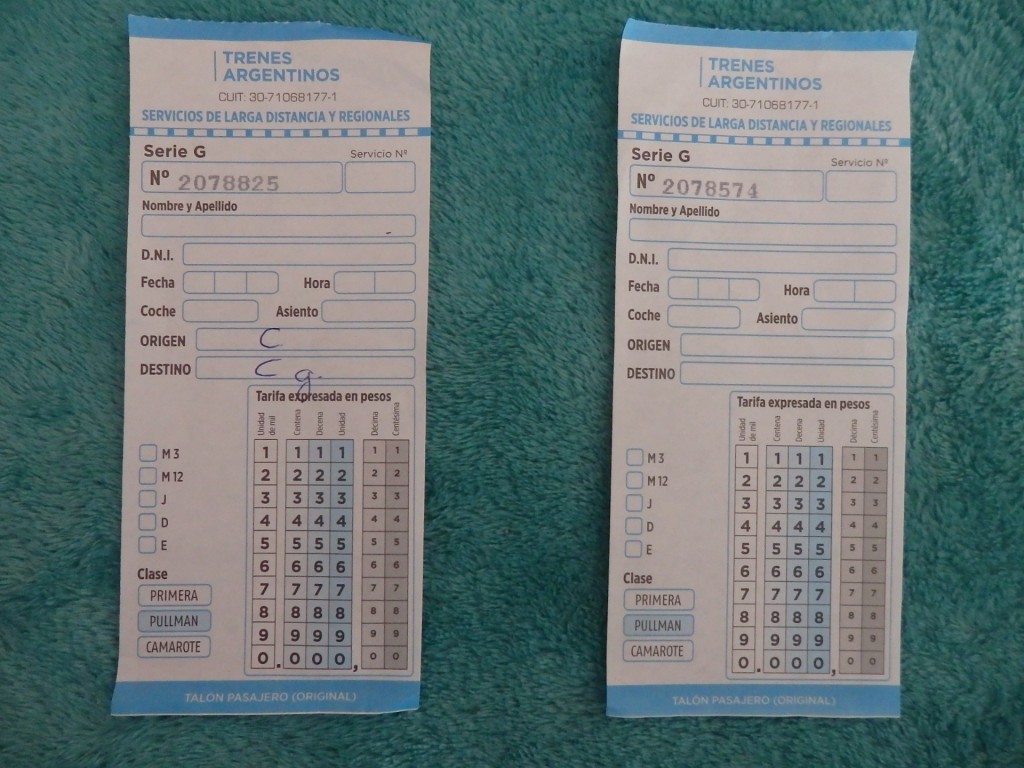 TRENES
ARGENTINOS
CUIT: 30-71068177-1
SERVICIOS DE LARGA DISTANCIA Y REGIONALES
Serie G
Servicio Nº
Nº 2078825
Nombre y Apellido
D.N.I.
Fecha Hora
Coche Asiento
ORIGEN C
DESTINO C g
Tarifa expresada en pesos
Unidad de mil Centena Decena Unidad Décima Centésima
1 1 1 1 1 1
M 3
2 2 2 2 2 2
M 12
3 3 3 3 3 3
J
4 4 4 4 4 4
D
5 5 5 5 5 5
E
6 6 6 6 6 6
Clase
7 7 7 7 7 7
PRIMERA
8 8 8 8 8 8
PULLMAN
9 9 9 9 9 9
CAMAROTE
0 . 0 0 0 , 0 0
TALÓN PASAJERO (ORIGINAL)
TRENES
ARGENTINOS
CUIT: 30-71068177-1
SERVICIOS DE LARGA DISTANCIA Y REGIONALES
Serie G
Servicio Nº
Nº 2078574
Nombre y Apellido
D.N.I.
Fecha Hora
Coche Asiento
ORIGEN
DESTINO
Tarifa expresada en pesos
Unidad de mil Centena Decena Unidad Décima Centésima
1 1 1 1 1 1
M 3
2 2 2 2 2 2
M 12
3 3 3 3 3 3
J
4 4 4 4 4 4
D
5 5 5 5 5 5
E
6 6 6 6 6 6
Clase
7 7 7 7 7 7
PRIMERA
8 8 8 8 8 8
PULLMAN
9 9 9 9 9 9
CAMAROTE
0 . 0 0 0 , 0 0
TALÓN PASAJERO (ORIGINAL)